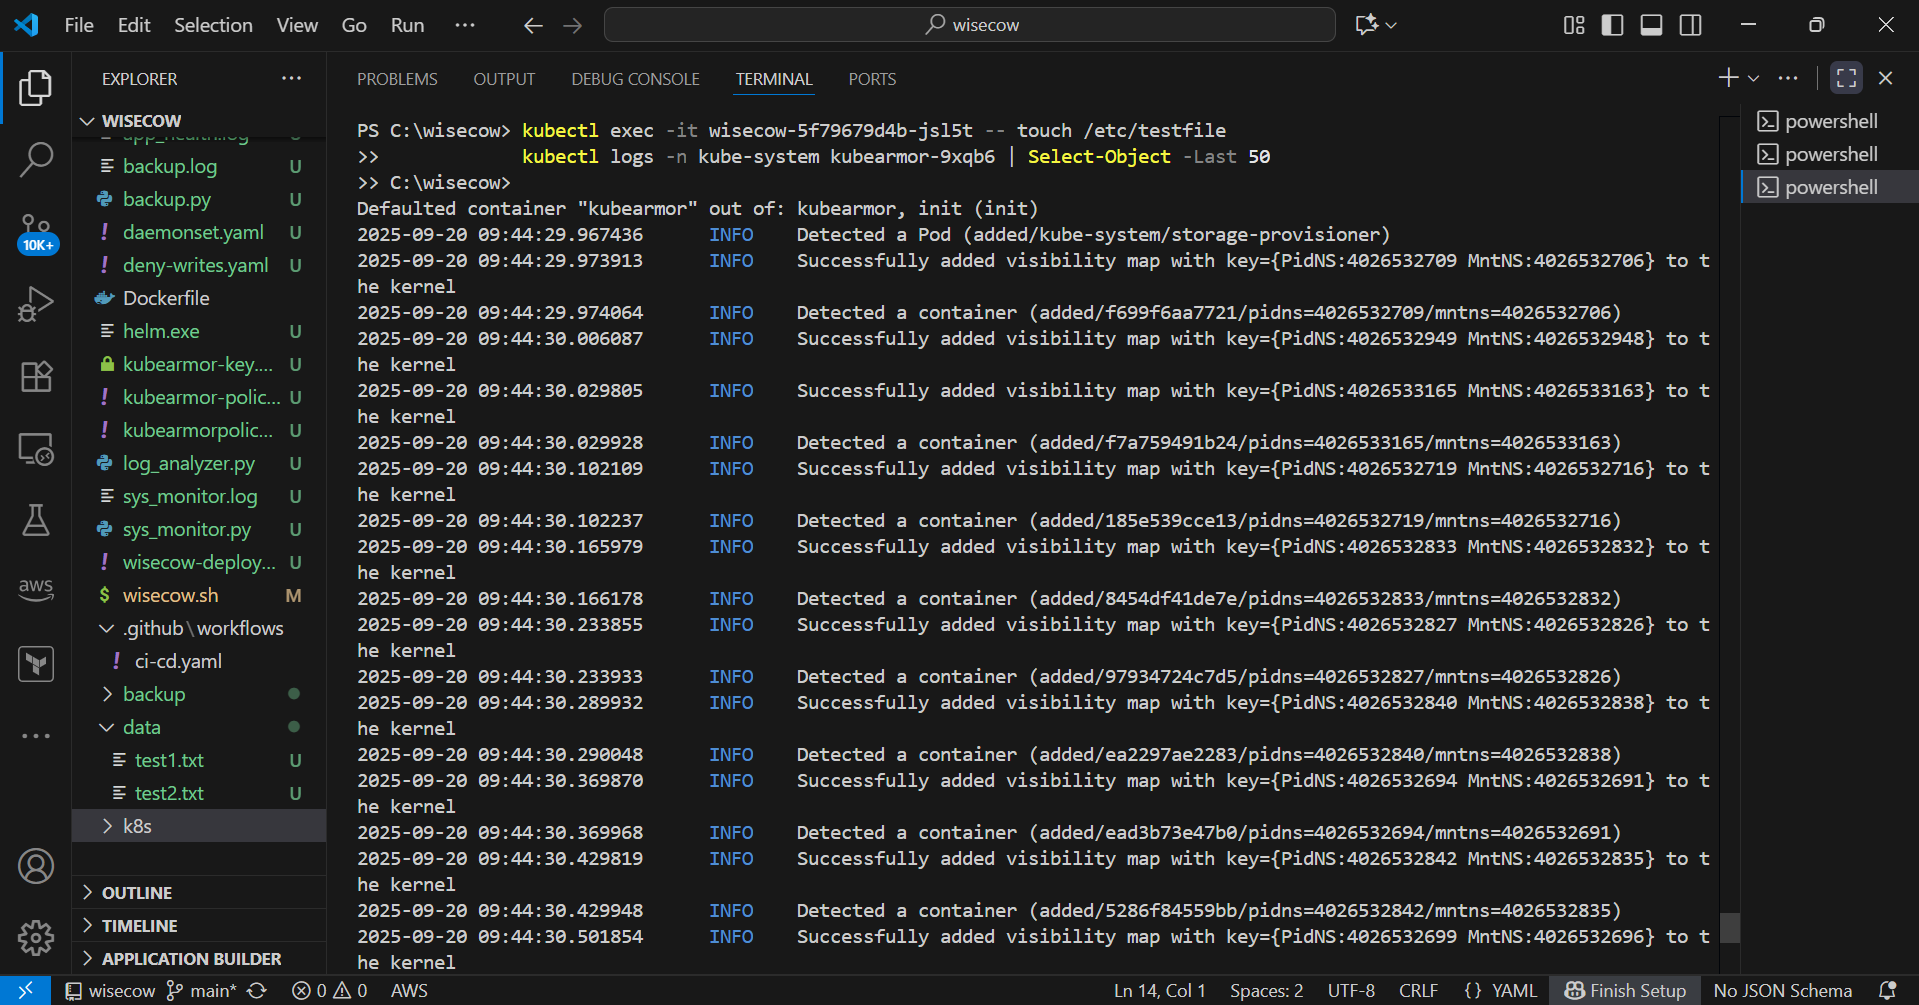 File Edit Selection View Go Run ··· wisecow
EXPLORER ···
PROBLEMS OUTPUT DEBUG CONSOLE TERMINAL PORTS
WISECOW
app_health.log
backup.log U
backup.py U
daemonset.yaml U
deny-writes.yaml U
Dockerfile
helm.exe U
kubearmor-key.... U
kubearmor-polic... U
kubearmorpolic... U
log_analyzer.py U
sys_monitor.log U
sys_monitor.py U
wisecow-deploy... U
wisecow.sh M
.github\workflows
ci-cd.yaml
backup
data
test1.txt U
test2.txt U
k8s
OUTLINE
TIMELINE
APPLICATION BUILDER
10K+
aws
PS C:\wisecow> kubectl exec -it wisecow-5f79679d4b-jsl5t -- touch /etc/testfile
>> kubectl logs -n kube-system kubearmor-9xqb6 | Select-Object -Last 50
>> C:\wisecow>
Defaulted container "kubearmor" out of: kubearmor, init (init)
2025-09-20 09:44:29.967436 INFO Detected a Pod (added/kube-system/storage-provisioner)
2025-09-20 09:44:29.973913 INFO Successfully added visibility map with key={PidNS:4026532709 MntNS:4026532706} to t
he kernel
2025-09-20 09:44:29.974064 INFO Detected a container (added/f699f6aa7721/pidns=4026532709/mntns=4026532706)
2025-09-20 09:44:30.006087 INFO Successfully added visibility map with key={PidNS:4026532949 MntNS:4026532948} to t
he kernel
2025-09-20 09:44:30.029805 INFO Successfully added visibility map with key={PidNS:4026533165 MntNS:4026533163} to t
he kernel
2025-09-20 09:44:30.029928 INFO Detected a container (added/f7a759491b24/pidns=4026533165/mntns=4026533163)
2025-09-20 09:44:30.102109 INFO Successfully added visibility map with key={PidNS:4026532719 MntNS:4026532716} to t
he kernel
2025-09-20 09:44:30.102237 INFO Detected a container (added/185e539cce13/pidns=4026532719/mntns=4026532716)
2025-09-20 09:44:30.165979 INFO Successfully added visibility map with key={PidNS:4026532833 MntNS:4026532832} to t
he kernel
2025-09-20 09:44:30.166178 INFO Detected a container (added/8454df41de7e/pidns=4026532833/mntns=4026532832)
2025-09-20 09:44:30.233855 INFO Successfully added visibility map with key={PidNS:4026532827 MntNS:4026532826} to t
he kernel
2025-09-20 09:44:30.233933 INFO Detected a container (added/97934724c7d5/pidns=4026532827/mntns=4026532826)
2025-09-20 09:44:30.289932 INFO Successfully added visibility map with key={PidNS:4026532840 MntNS:4026532838} to t
he kernel
2025-09-20 09:44:30.290048 INFO Detected a container (added/ea2297ae2283/pidns=4026532840/mntns=4026532838)
2025-09-20 09:44:30.369870 INFO Successfully added visibility map with key={PidNS:4026532694 MntNS:4026532691} to t
he kernel
2025-09-20 09:44:30.369968 INFO Detected a container (added/ead3b73e47b0/pidns=4026532694/mntns=4026532691)
2025-09-20 09:44:30.429819 INFO Successfully added visibility map with key={PidNS:4026532842 MntNS:4026532835} to t
he kernel
2025-09-20 09:44:30.429948 INFO Detected a container (added/5286f84559bb/pidns=4026532842/mntns=4026532835)
2025-09-20 09:44:30.501854 INFO Successfully added visibility map with key={PidNS:4026532699 MntNS:4026532696} to t
he kernel
powershell
powershell
powershell
wisecow main* 0 0 AWS Ln 14, Col 1 Spaces: 2 UTF-8 CRLF {} YAML Finish Setup No JSON Schema